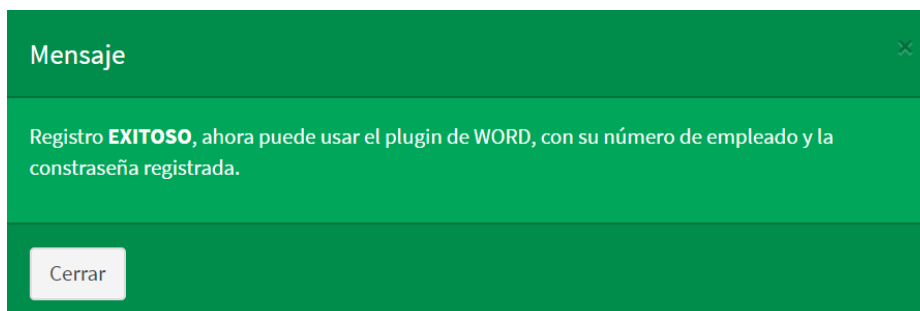 Mensaje
×
Registro EXITOSO, ahora puede usar el plugin de WORD, con su número de empleado y la
constraseña registrada.
Cerrar